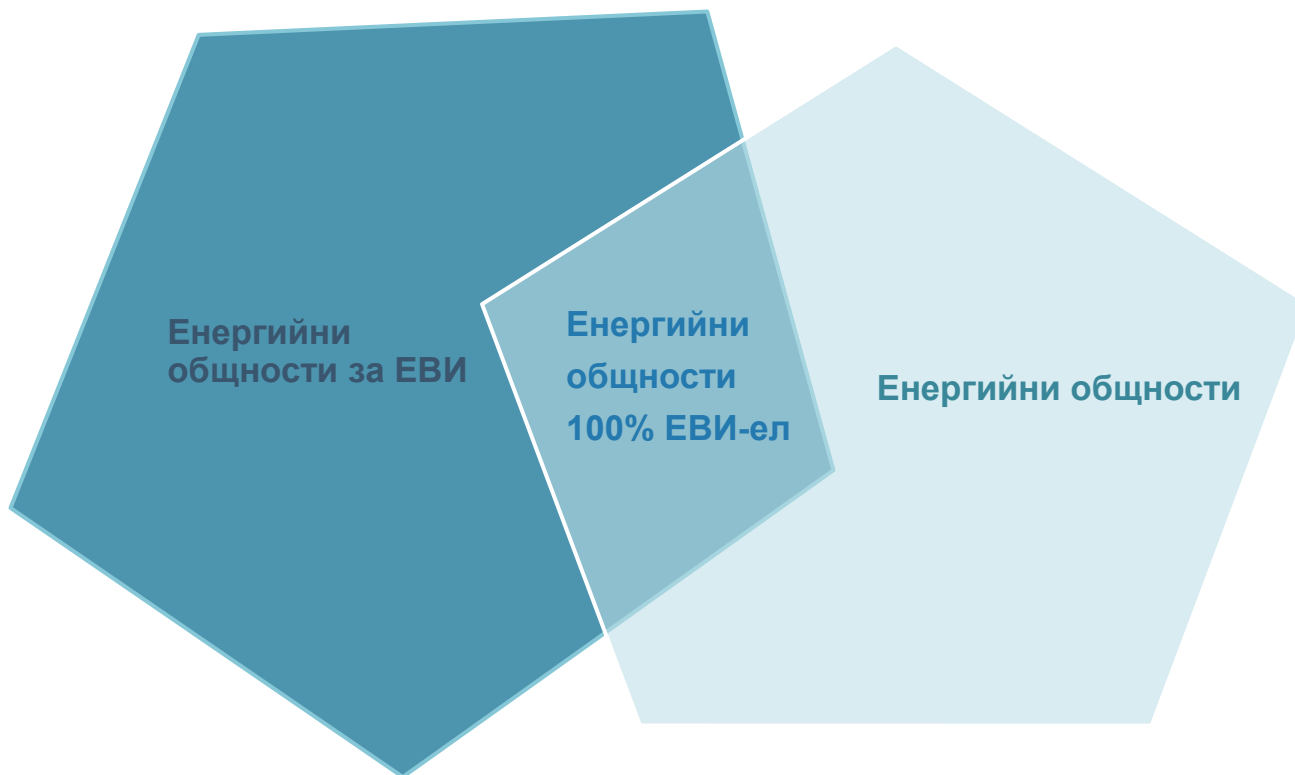 Енергийни
общности за ЕВИ
Енергийни
общности
100% ЕВИ-ел
Енергийни общности